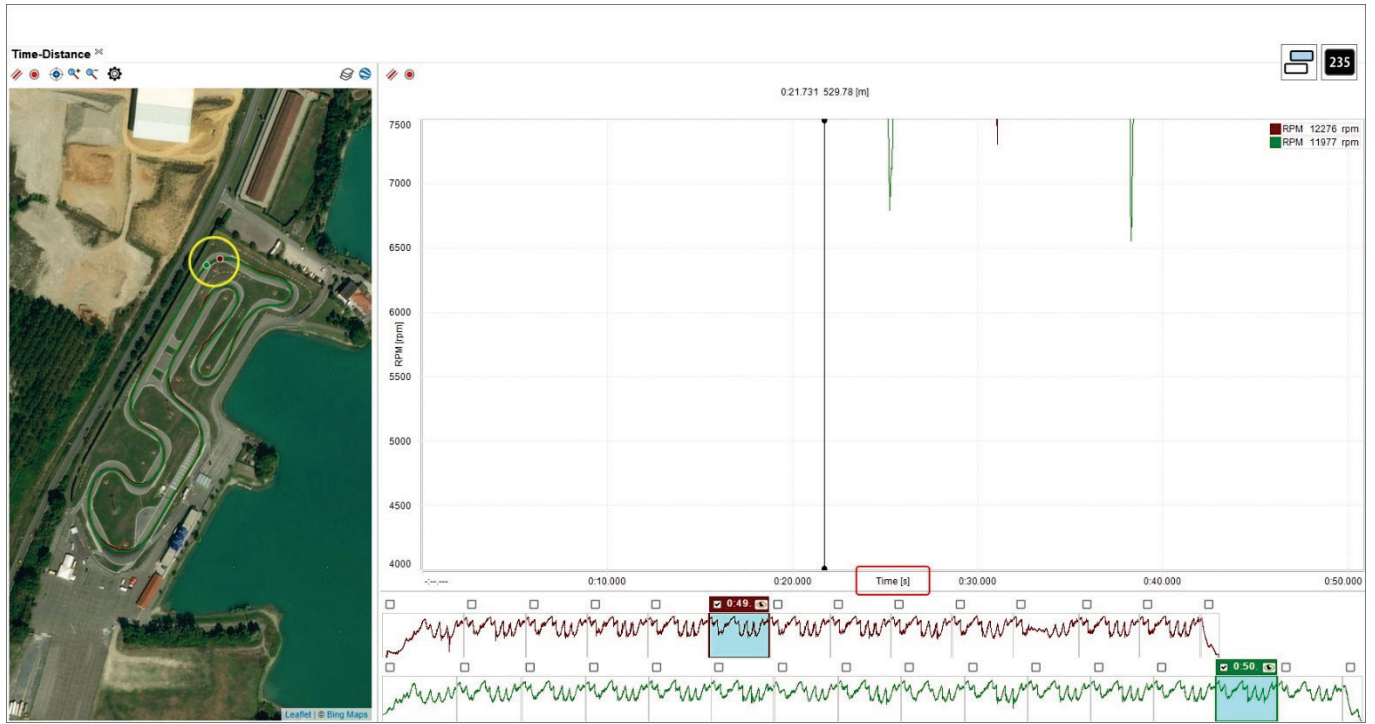 Time-Distance
235
0:21.731 529.78 [m]
7500
7000
6500
6000
5500
5000
4500
4000
RPM [rpm]
RPM 12276 rpm
RPM 11977 rpm
-:--.---
0:10.000
0:20.000
Time [s]
0:30.000
0:40.000
0:50.000
0:49.
0:50.
Leaflet | © Bing Maps